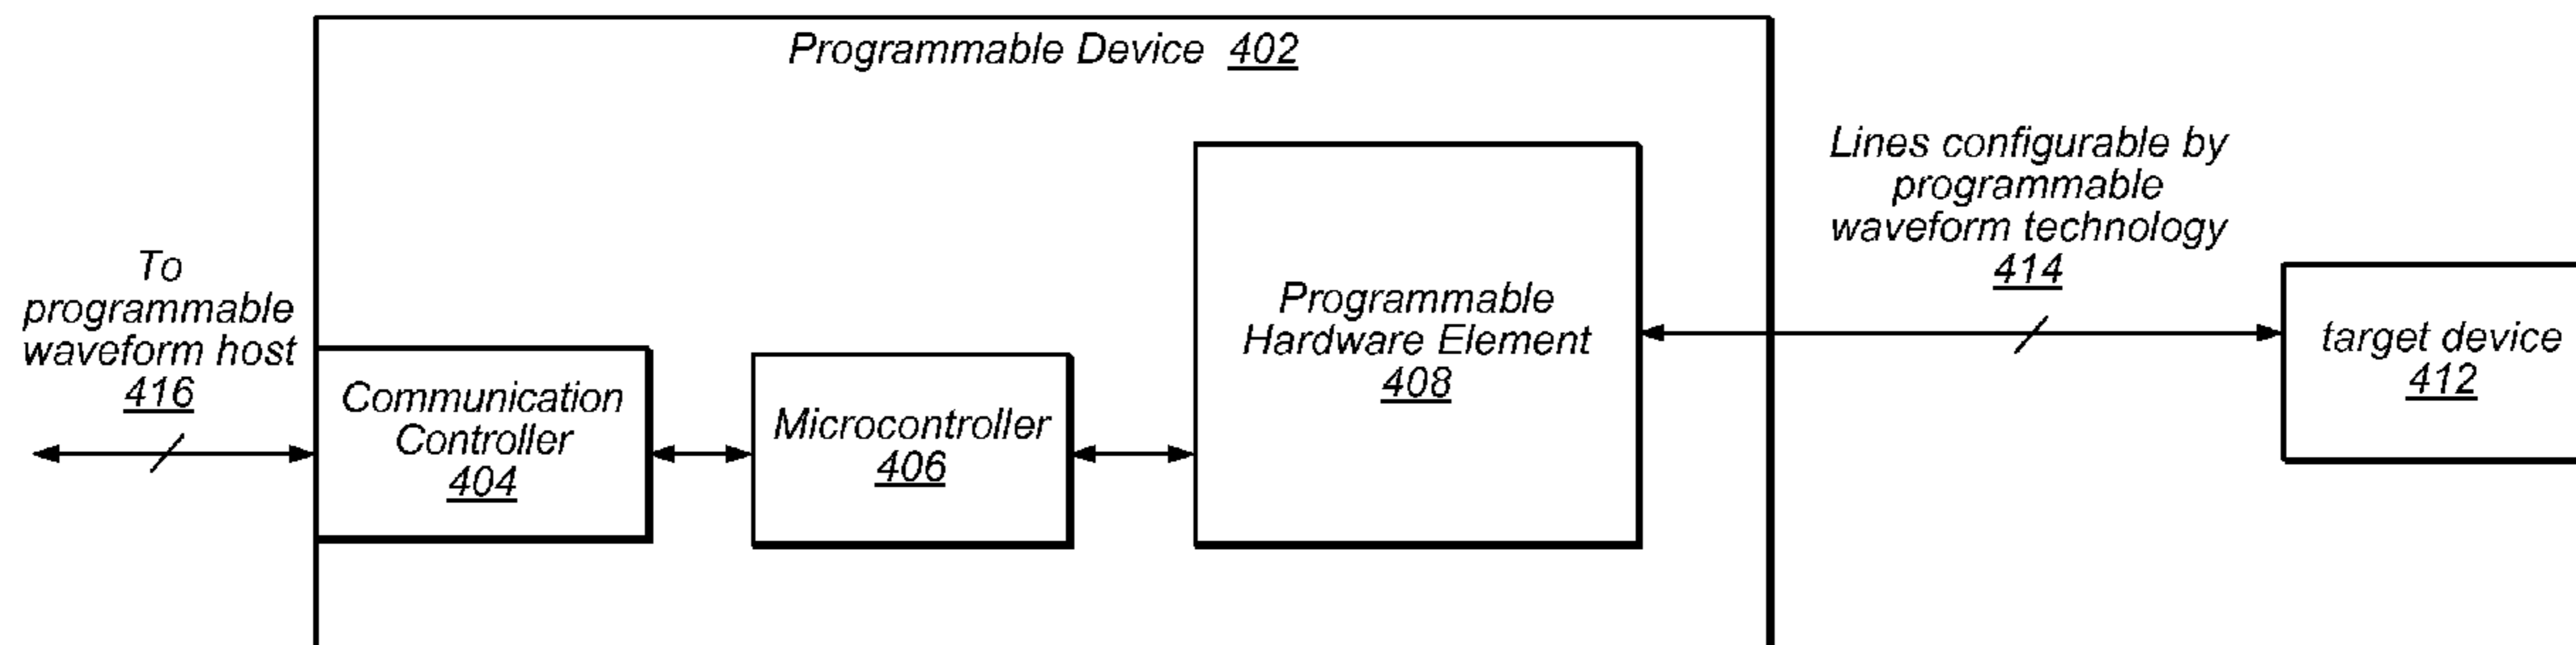 Programmable Device 402
To
programmable
waveform host
416
Communication
Controller
404
Microcontroller
406
Programmable
Hardware Element
408
Lines configurable by
programmable
waveform technology
414
target device
412